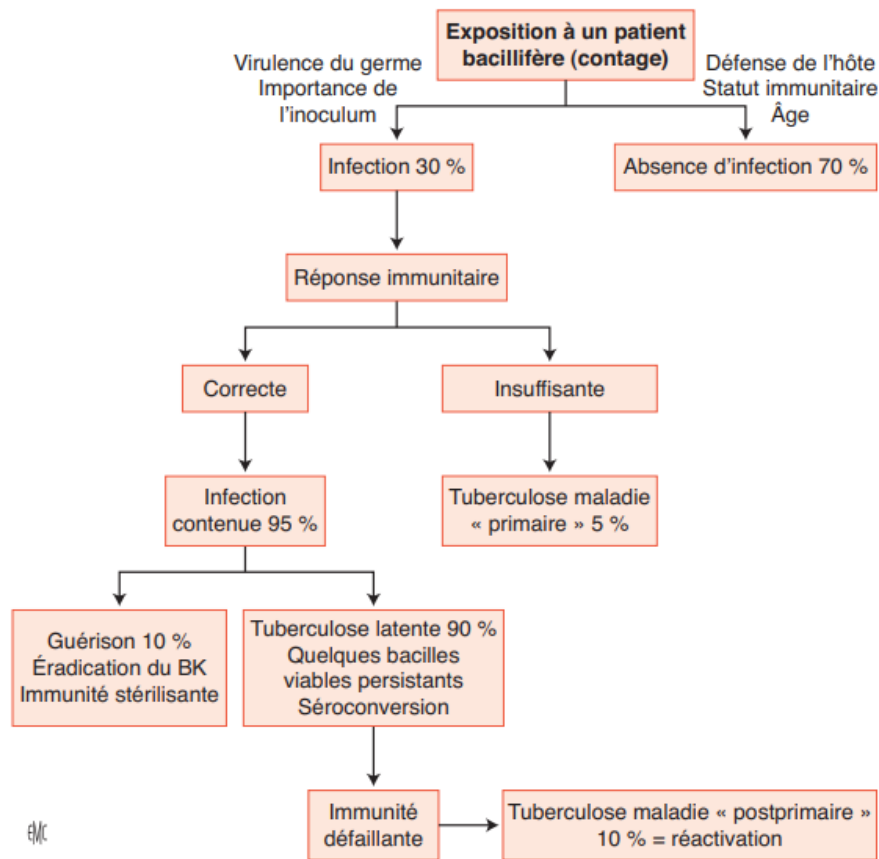 Exposition à un patient
bacillifère (contage)
Virulence du germe
Importance de
l'inoculum
Défense de l'hôte
Statut immunitaire
Âge
Infection 30 %
Absence d'infection 70 %
Réponse immunitaire
Correcte
Insuffisante
Infection
contenue 95 %
Tuberculose maladie
« primaire » 5 %
Guérison 10 %
Éradication du BK
Immunité stérilisante
Tuberculose latente 90 %
Quelques bacilles
viables persistants
Séroconversion
Immunité
défaillante
Tuberculose maladie « postprimaire »
10 % = réactivation
EMC